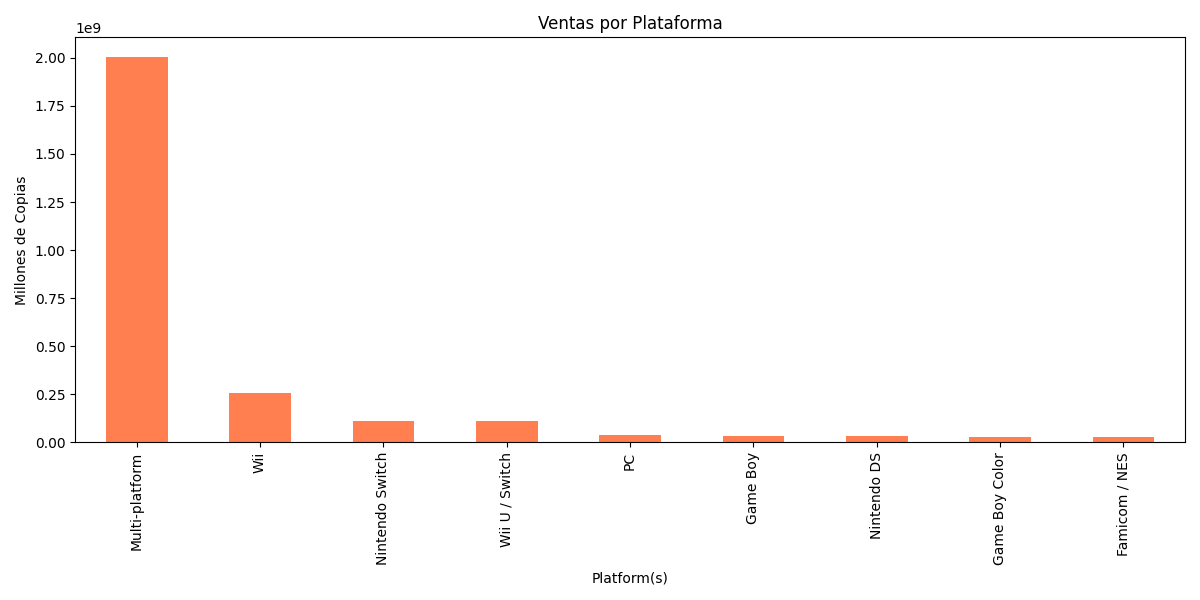 Ventas por Plataforma
1e9
2.00
1.75
1.50
1.25
1.00
0.75
0.50
0.25
0.00
Millones de Copias
Multi-platform
Wii
Nintendo Switch
Wii U / Switch
PC
Game Boy
Nintendo DS
Game Boy Color
Famicom / NES
Platform(s)